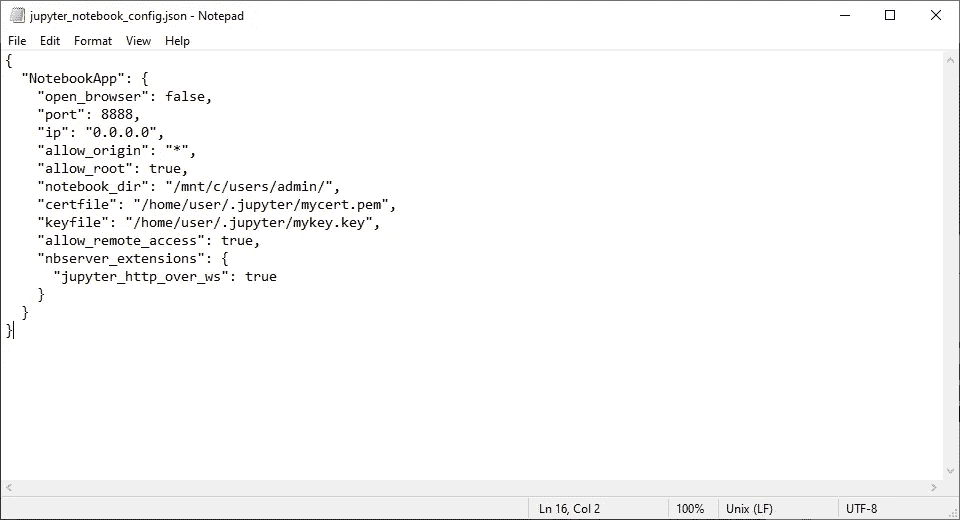 jupyter_notebook_config.json - Notepad
File Edit Format View Help
{
  "NotebookApp": {
    "open_browser": false,
    "port": 8888,
    "ip": "0.0.0.0",
    "allow_origin": "*",
    "allow_root": true,
    "notebook_dir": "/mnt/c/users/admin/",
    "certfile": "/home/user/.jupyter/mycert.pem",
    "keyfile": "/home/user/.jupyter/mykey.key",
    "allow_remote_access": true,
    "nbserver_extensions": {
      "jupyter_http_over_ws": true
    }
  }
}
Ln 16, Col 2 100% Unix (LF) UTF-8